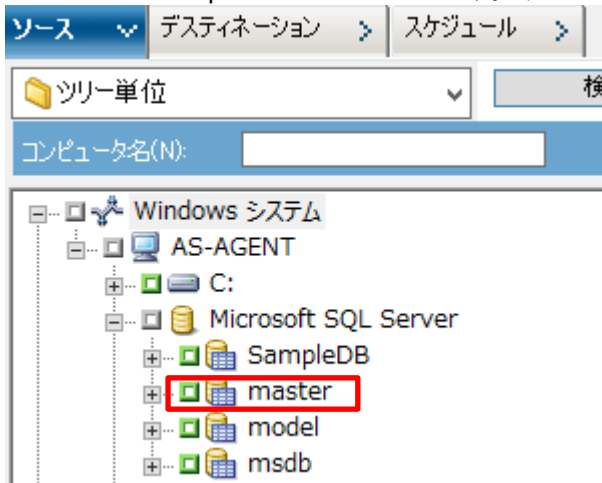 ソース デスティネーション スケジュール
ツリー単位
コンピュータ名(N):
Windows システム
AS-AGENT
C:
Microsoft SQL Server
SampleDB
master
model
msdb